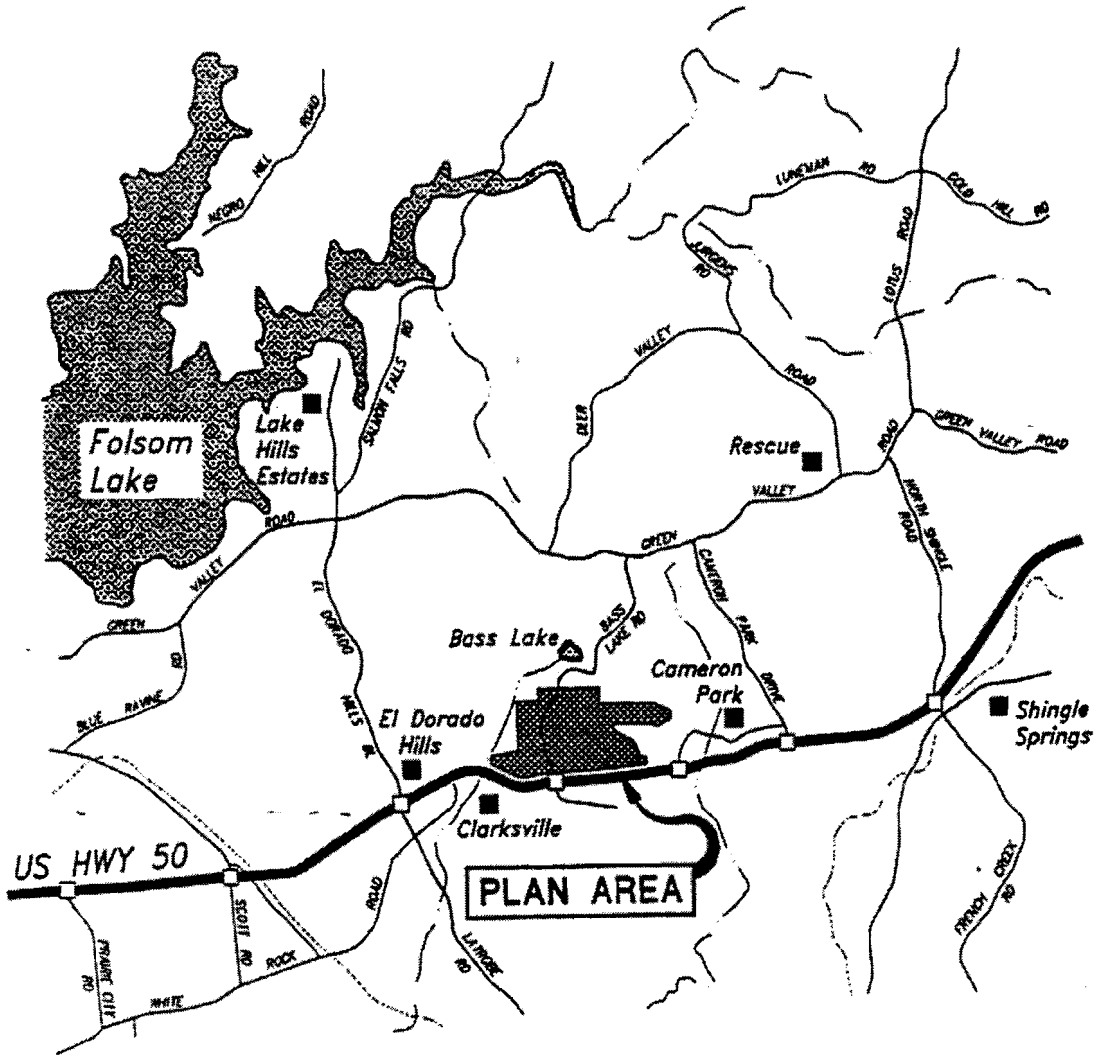 NEGRO HILL ROAD
LUNEMAN RD
GOLD HILL RD
JURGENS RD
LOTUS ROAD
SALMON FALLS RD
DEER VALLEY ROAD
Folsom
Lake
Lake
Hills
Estates
Rescue
GREEN VALLEY ROAD
ROAD
GREEN VALLEY ROAD
GREEN VALLEY
NORTH SHINGLE
ROAD
EL DORADO HILLS BL
CAMERON PARK DRIVE
BASS
LAKE RD
Bass Lake
Cameron
Park
BLUE RAVINE RD
El Dorado
Hills
Shingle
Springs
Clarksville
US HWY 50
PLAN AREA
SCOTT RD
PRAIRIE CITY
RD
WHITE ROCK ROAD
LATROBE
RD
FRENCH CREEK
RD